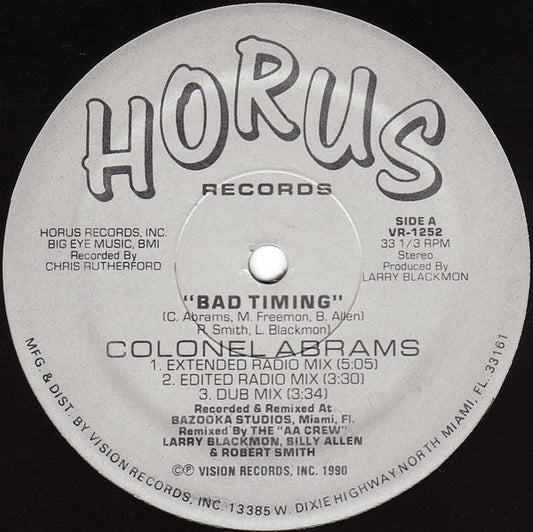 HORUS
RECORDS
HORUS RECORDS, INC.
BIG EYE MUSIC, BMI
Recorded By
CHRIS RUTHERFORD
SIDE A
VR-1252
33 1/3 RPM
Stereo
Produced By
LARRY BLACKMON
"BAD TIMING"
(C. Abrams, M. Freemon, B. Allen)
R. Smith, L. Blackmon)
COLONEL ABRAMS
1. EXTENDED RADIO MIX (5:05)
2. EDITED RADIO MIX (3:30)
3. DUB MIX (3:34)
Recorded & Remixed At
BAZOOKA STUDIOS, Miami, Fl.
Remixed By THE "AA CREW"
LARRY BLACKMON, BILLY ALLEN
& ROBERT SMITH
©℗ VISION RECORDS, INC. 1990
MFG. & DIST. BY VISION RECORDS, INC. 13385 W. DIXIE HIGHWAY NORTH MIAMI, FL. 33161